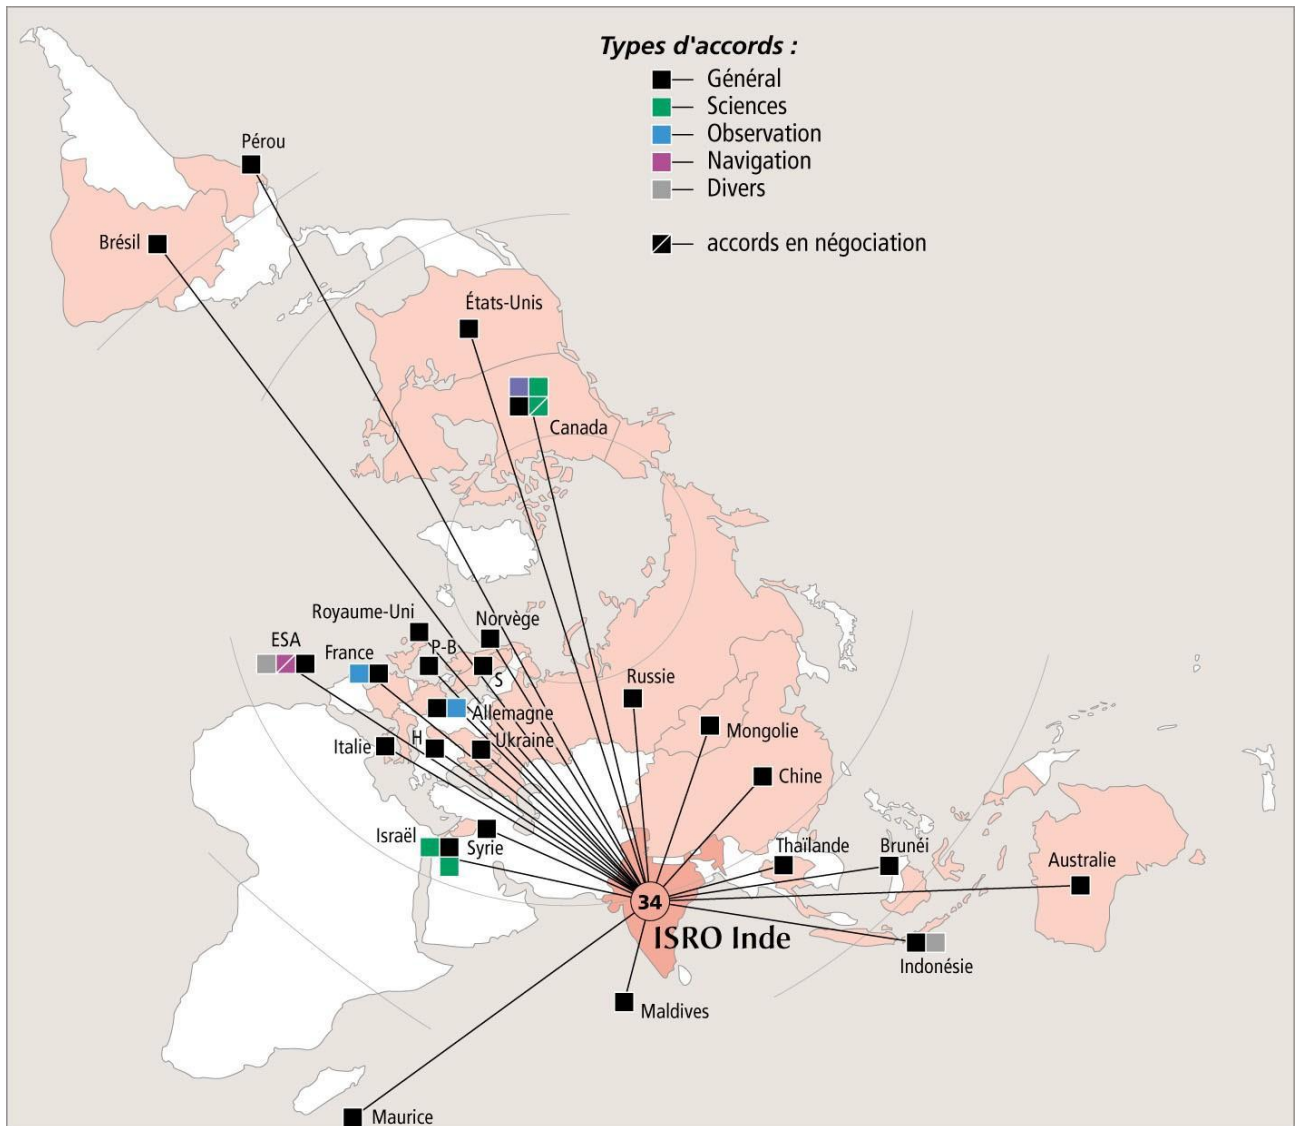 Types d'accords :
Général
Sciences
Observation
Navigation
Divers
accords en négociation
Pérou
Brésil
États-Unis
Canada
Royaume-Uni
Norvège
ESA
France
P-B
S
Russie
Allemagne
Mongolie
Italie
H
Ukraine
Chine
Israël
Syrie
Thaïlande
Brunéi
Australie
34
ISRO Inde
Indonésie
Maldives
Maurice